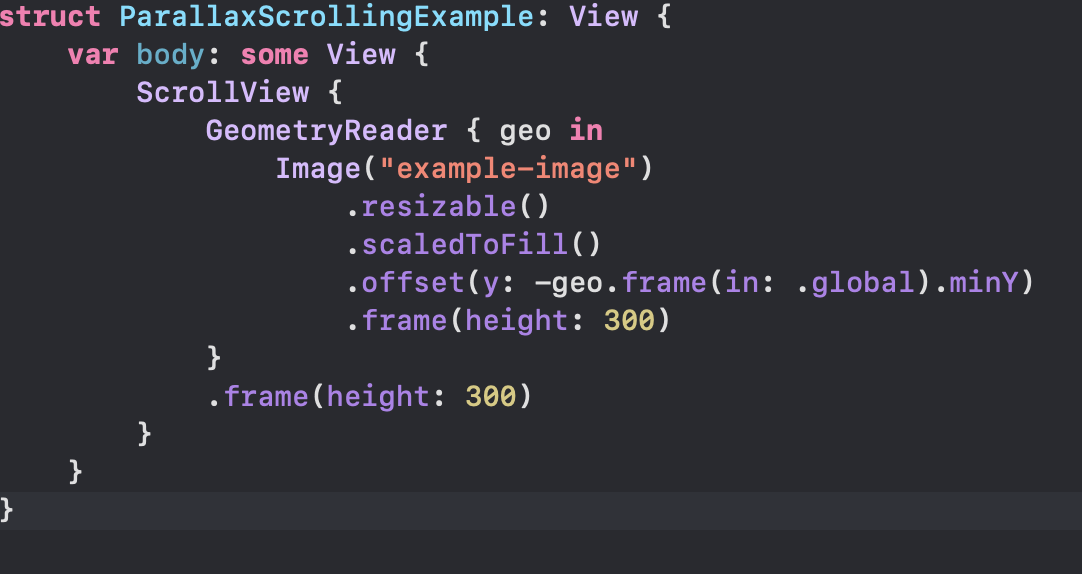 struct ParallaxScrollingExample: View {
    var body: some View {
        ScrollView {
            GeometryReader { geo in
                Image("example-image")
                    .resizable()
                    .scaledToFill()
                    .offset(y: -geo.frame(in: .global).minY)
                    .frame(height: 300)
            }
            .frame(height: 300)
        }
    }
}